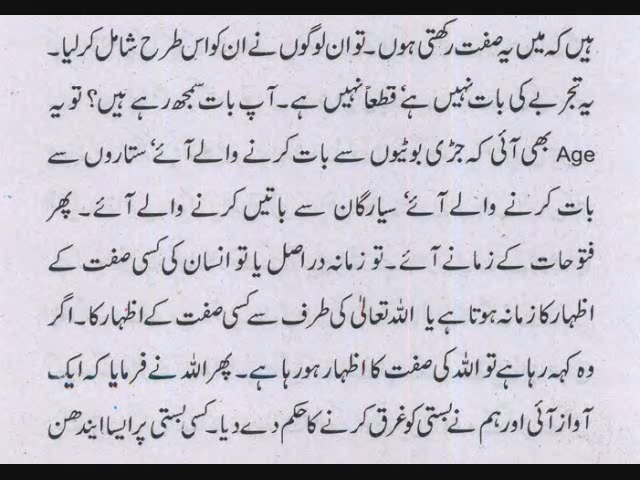 ہیں کہ میں یہ صفت رکھتی ہوں۔ تو ان لوگوں نے ان کو اس طرح شامل کر لیا۔
یہ تجربے کی بات نہیں ہے‘ قطعاً نہیں ہے۔ آپ بات سمجھ رہے ہیں؟ تو یہ
Age بھی آئی کہ جڑی بوٹیوں سے بات کرنے والے آئے‘ ستاروں سے
بات کرنے والے آئے‘ سیارگان سے باتیں کرنے والے آئے۔ پھر
فتوحات کے زمانے آئے۔ تو زمانہ دراصل یا تو انسان کی کسی صفت کے
اظہار کا زمانہ ہوتا ہے یا اللہ تعالیٰ کی طرف سے کسی صفت کے اظہار کا۔ اگر
وہ کہہ رہا ہے تو اللہ کی صفت کا اظہار ہو رہا ہے۔ پھر اللہ نے فرمایا کہ ایک
آواز آئی اور ہم نے بستی کو غرق کرنے کا حکم دے دیا۔ کسی بستی پر ایسا ایندھن